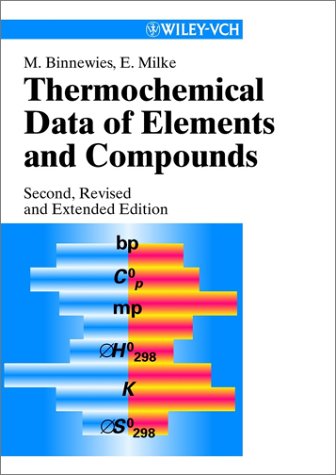 WILEY-VCH
M. Binnewies, E. Milke
Thermochemical
Data of Elements
and Compounds
Second, Revised
and Extended Edition
bp
C⁰ₚ
mp
∅H⁰₂₉₈
K
∅S⁰₂₉₈